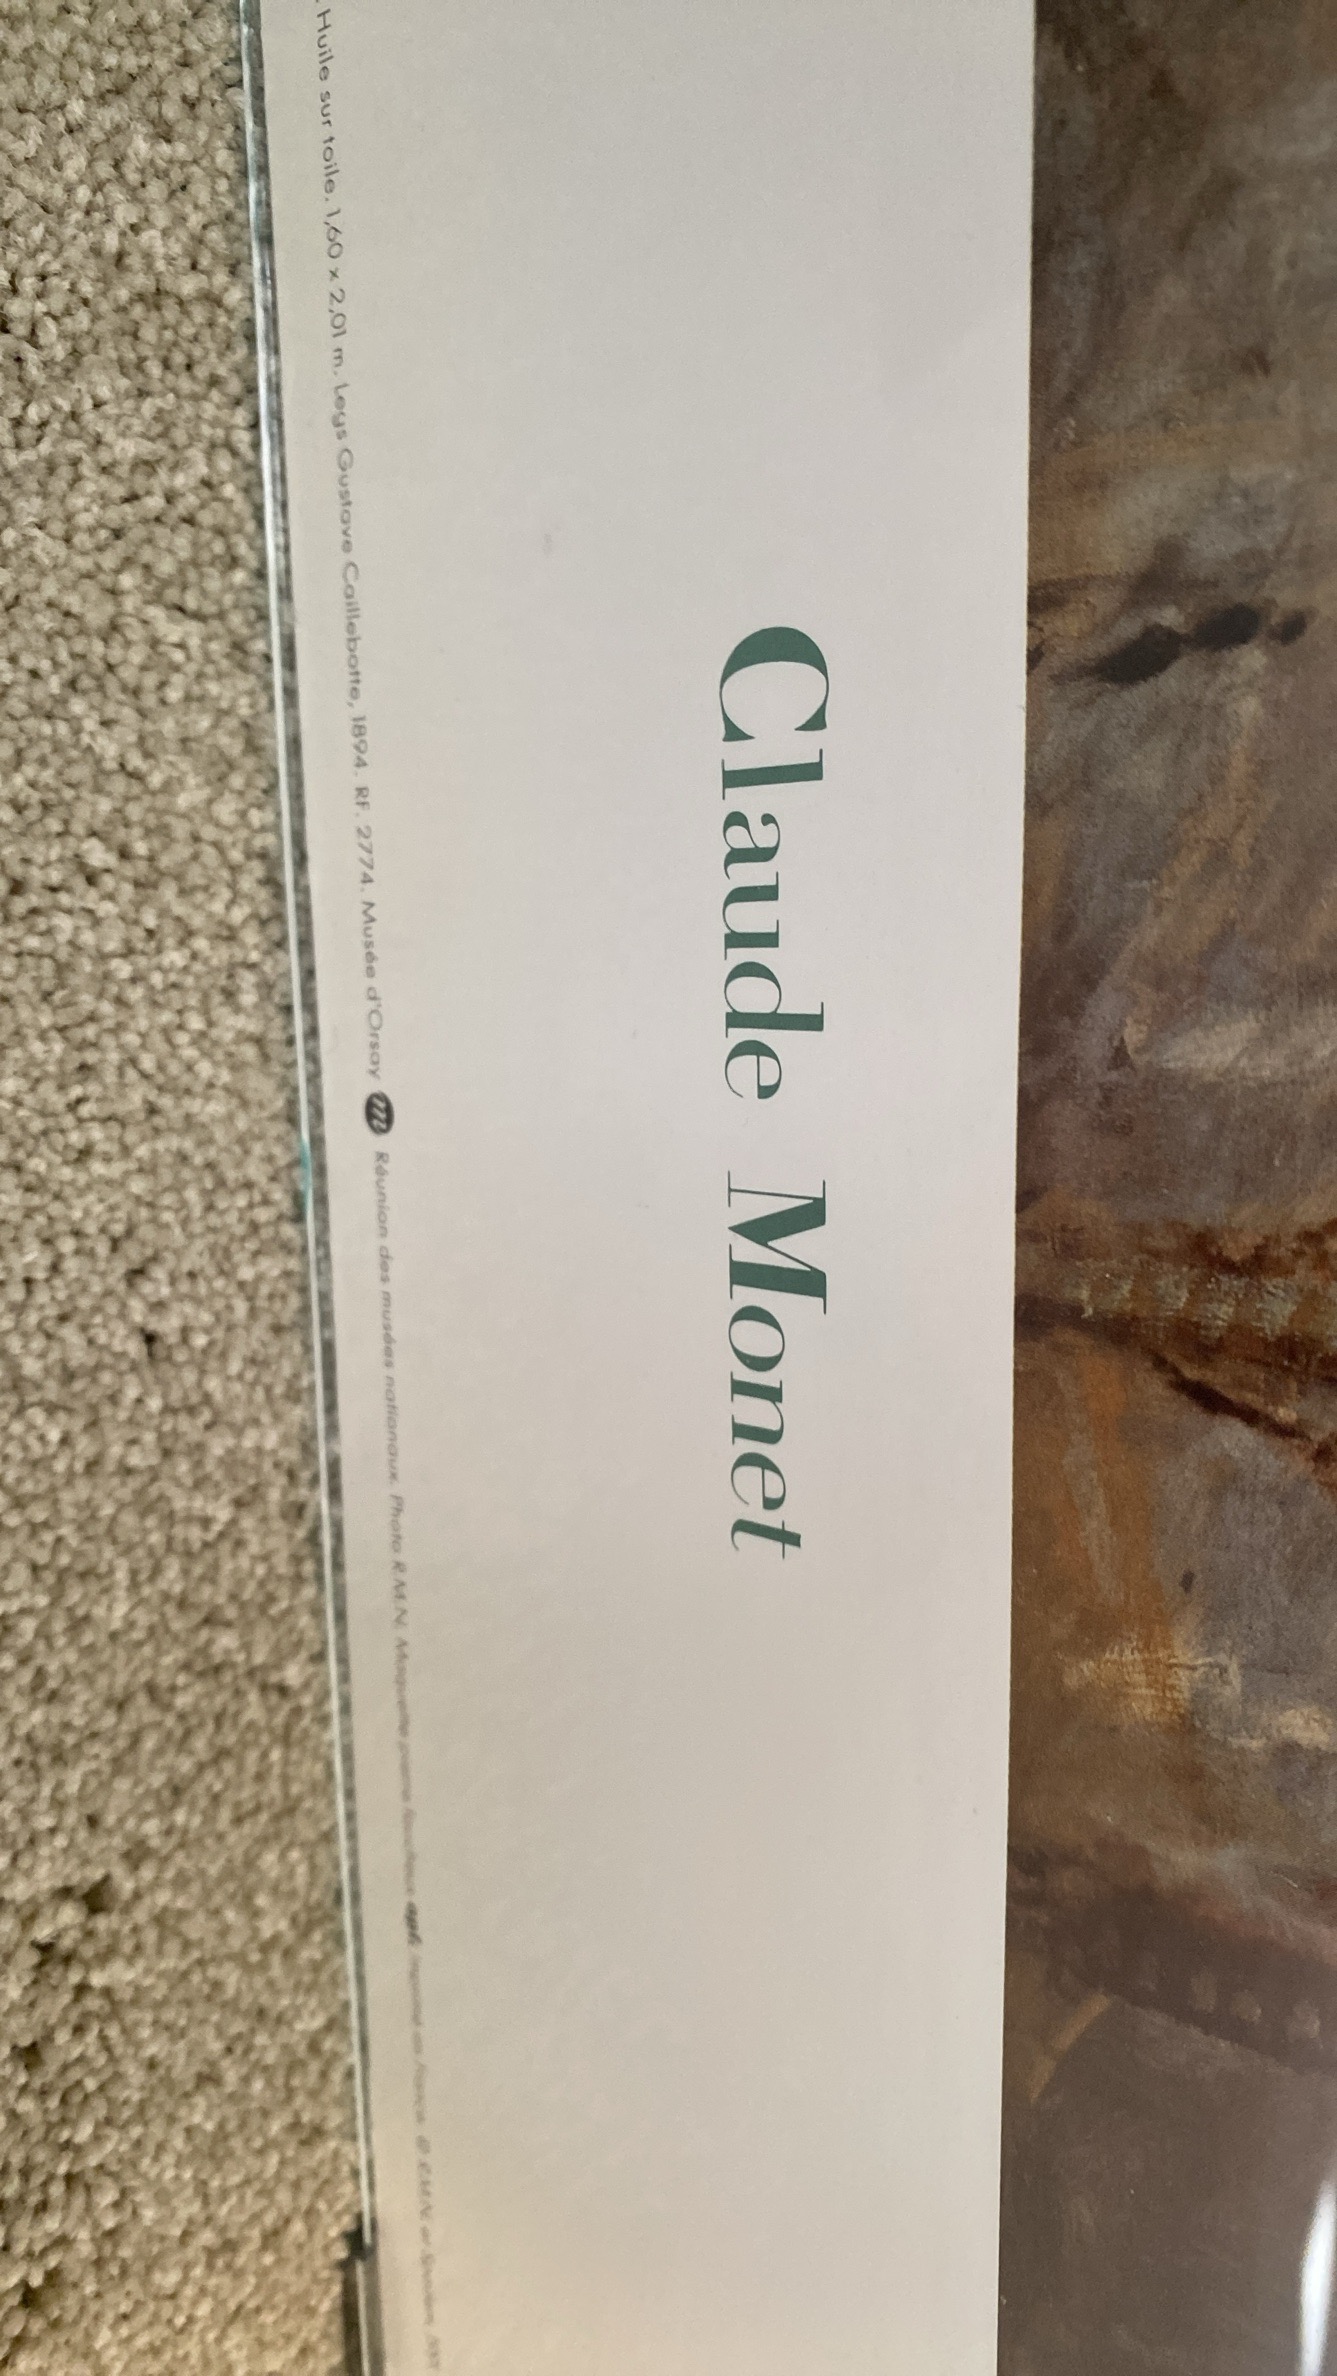 Claude Monet
. Huile sur toile. 1,60 x 2,01 m. Legs Gustave Caillebotte, 1894. RF. 2774. Musée d'Orsay Réunion des musées nationaux. Photo R.M.N. Maquette